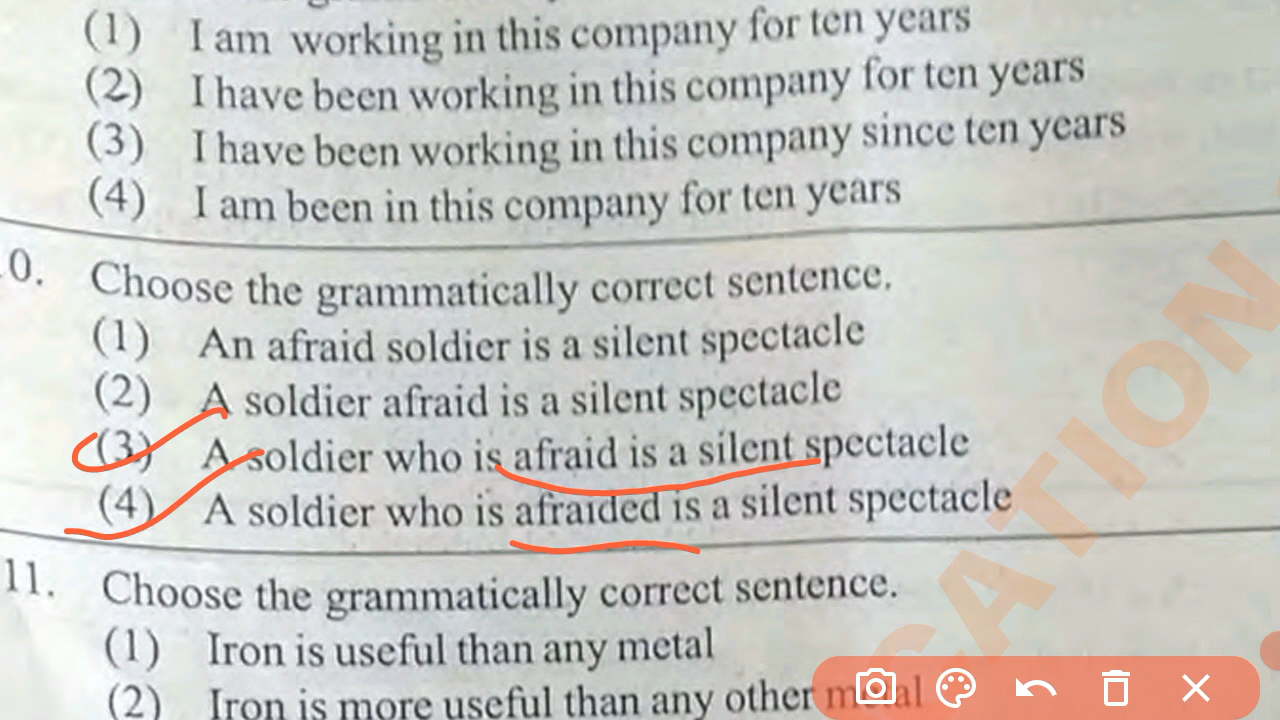 (1) I am working in this company for ten years
(2) I have been working in this company for ten years
(3) I have been working in this company since ten years
(4) I am been in this company for ten years
0. Choose the grammatically correct sentence.
(1) An afraid soldier is a silent spectacle
(2) A soldier afraid is a silent spectacle
(3) A soldier who is afraid is a silent spectacle
(4) A soldier who is afraided is a silent spectacle
11. Choose the grammatically correct sentence.
(1) Iron is useful than any metal
(2) Iron is more useful than any other metal
CATION